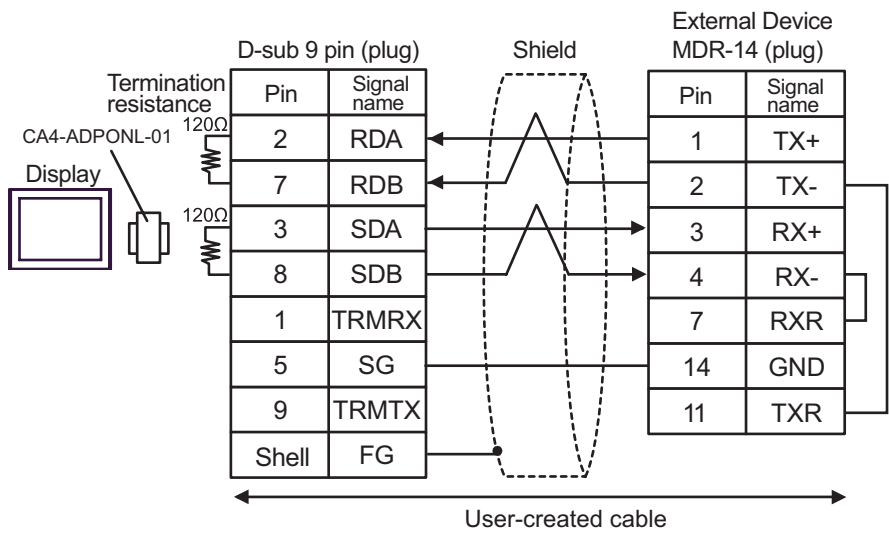 External Device
D-sub 9 pin (plug)
Shield
MDR-14 (plug)
Termination
resistance
Pin
Signal
name
Pin
Signal
name
CA4-ADPONL-01
120Ω
2 RDA
1 TX+
Display
7 RDB
2 TX-
120Ω
3 SDA
3 RX+
8 SDB
4 RX-
1 TRMRX
7 RXR
5 SG
14 GND
9 TRMTX
11 TXR
Shell FG
User-created cable